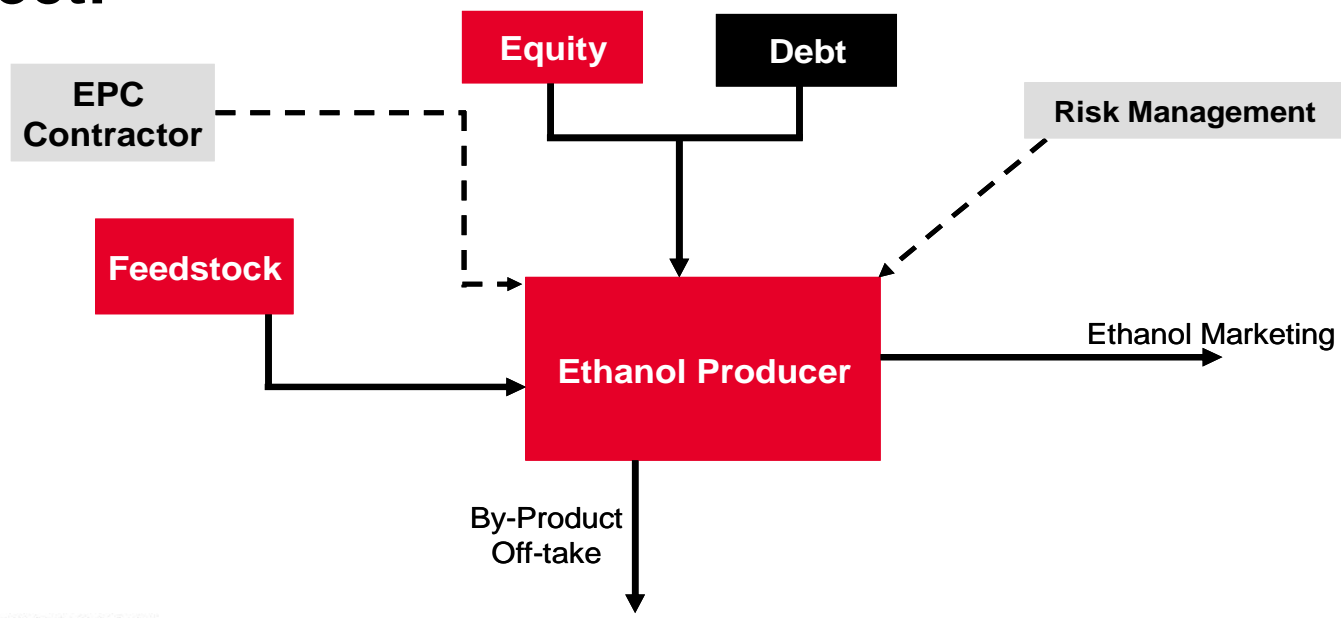 Equity
Debt
EPC
Contractor
Risk Management
Feedstock
Ethanol Producer
Ethanol Marketing
By-Product
Off-take